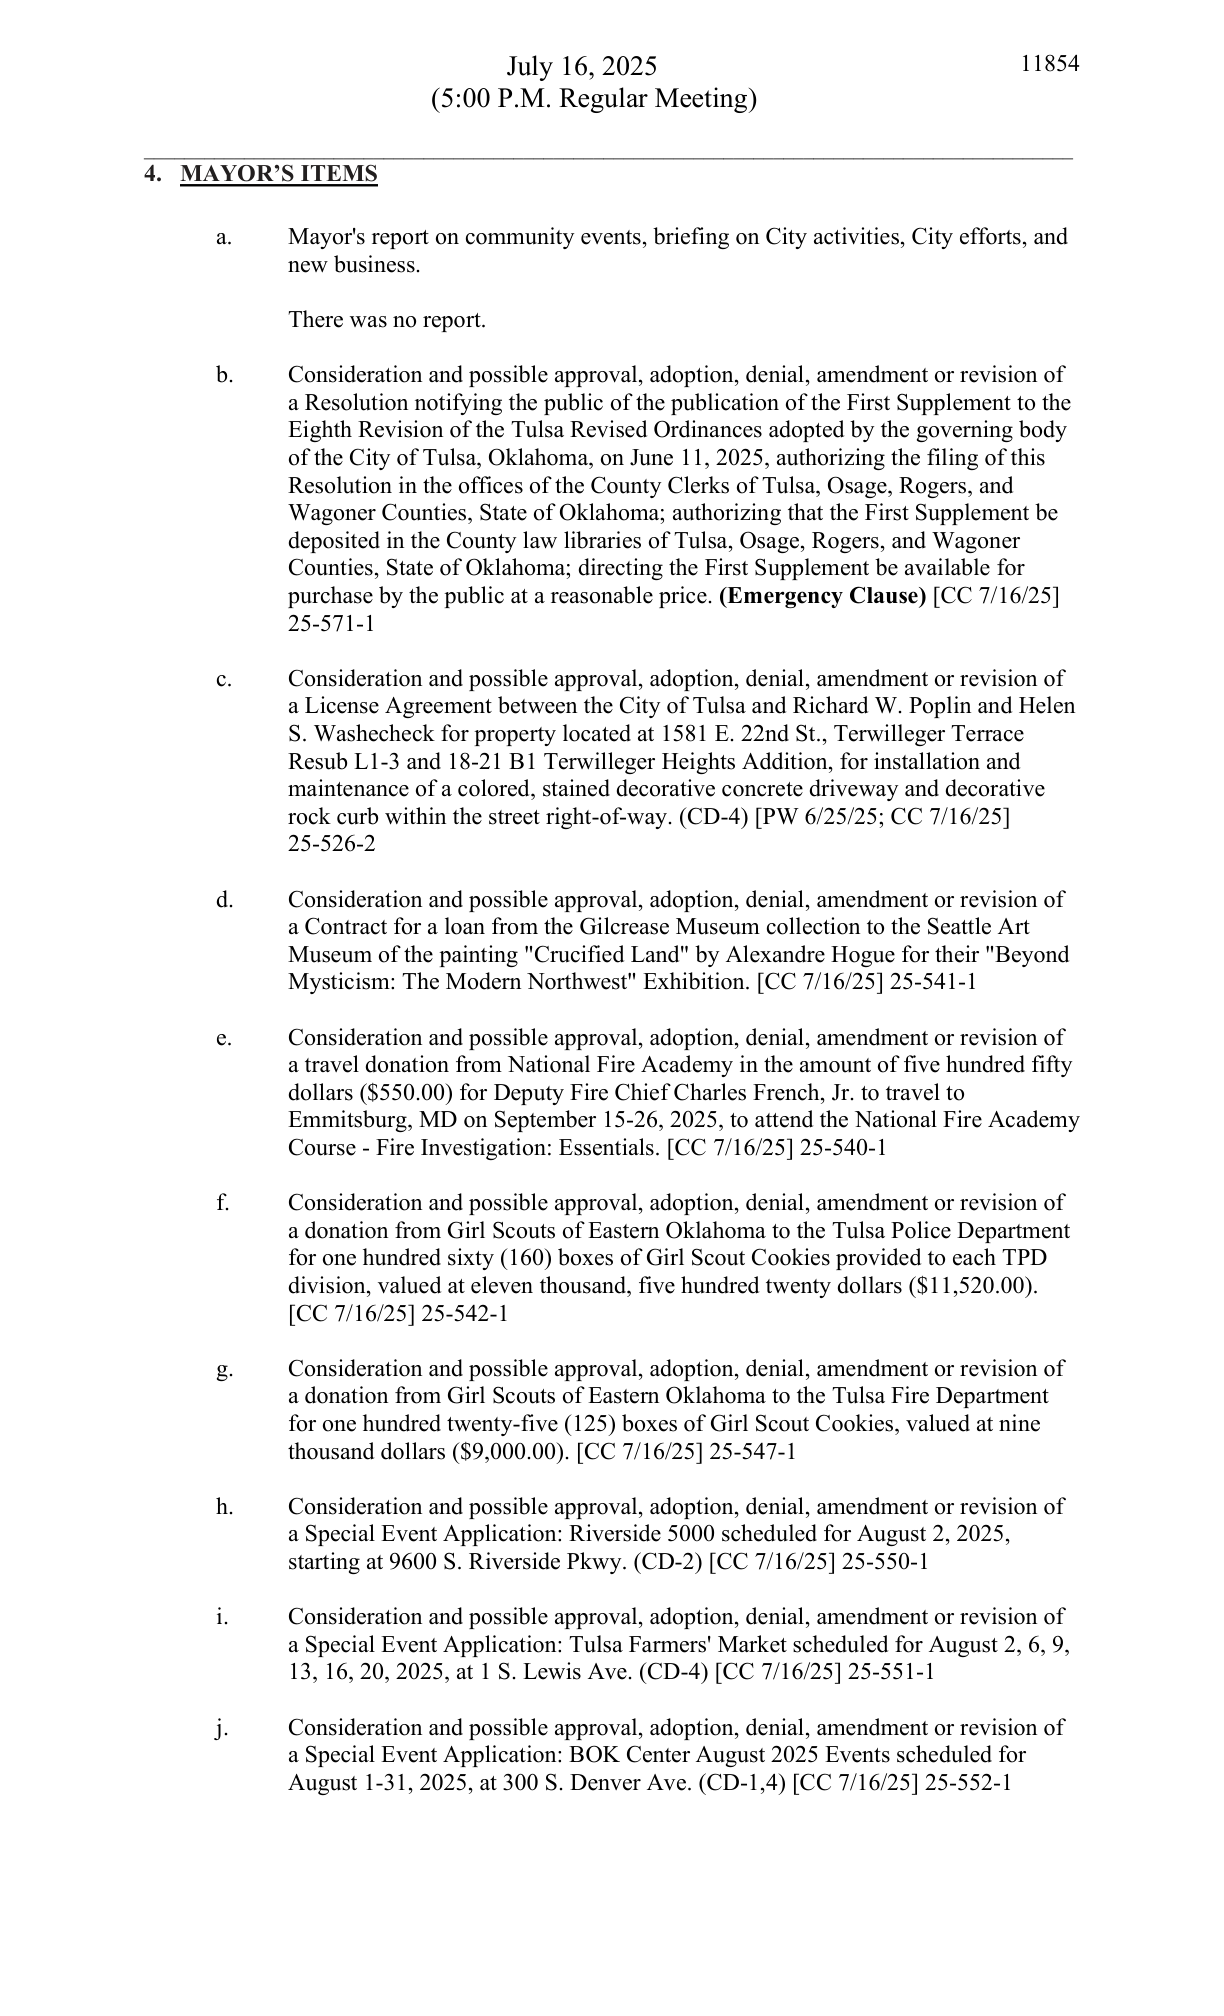 July 16, 2025
11854
(5:00 P.M. Regular Meeting)
4. MAYOR’S ITEMS
a. Mayor's report on community events, briefing on City activities, City efforts, and
new business.
There was no report.
b. Consideration and possible approval, adoption, denial, amendment or revision of
a Resolution notifying the public of the publication of the First Supplement to the
Eighth Revision of the Tulsa Revised Ordinances adopted by the governing body
of the City of Tulsa, Oklahoma, on June 11, 2025, authorizing the filing of this
Resolution in the offices of the County Clerks of Tulsa, Osage, Rogers, and
Wagoner Counties, State of Oklahoma; authorizing that the First Supplement be
deposited in the County law libraries of Tulsa, Osage, Rogers, and Wagoner
Counties, State of Oklahoma; directing the First Supplement be available for
purchase by the public at a reasonable price. (Emergency Clause) [CC 7/16/25]
25-571-1
c. Consideration and possible approval, adoption, denial, amendment or revision of
a License Agreement between the City of Tulsa and Richard W. Poplin and Helen
S. Washecheck for property located at 1581 E. 22nd St., Terwilleger Terrace
Resub L1-3 and 18-21 B1 Terwilleger Heights Addition, for installation and
maintenance of a colored, stained decorative concrete driveway and decorative
rock curb within the street right-of-way. (CD-4) [PW 6/25/25; CC 7/16/25]
25-526-2
d. Consideration and possible approval, adoption, denial, amendment or revision of
a Contract for a loan from the Gilcrease Museum collection to the Seattle Art
Museum of the painting "Crucified Land" by Alexandre Hogue for their "Beyond
Mysticism: The Modern Northwest" Exhibition. [CC 7/16/25] 25-541-1
e. Consideration and possible approval, adoption, denial, amendment or revision of
a travel donation from National Fire Academy in the amount of five hundred fifty
dollars ($550.00) for Deputy Fire Chief Charles French, Jr. to travel to
Emmitsburg, MD on September 15-26, 2025, to attend the National Fire Academy
Course - Fire Investigation: Essentials. [CC 7/16/25] 25-540-1
f. Consideration and possible approval, adoption, denial, amendment or revision of
a donation from Girl Scouts of Eastern Oklahoma to the Tulsa Police Department
for one hundred sixty (160) boxes of Girl Scout Cookies provided to each TPD
division, valued at eleven thousand, five hundred twenty dollars ($11,520.00).
[CC 7/16/25] 25-542-1
g. Consideration and possible approval, adoption, denial, amendment or revision of
a donation from Girl Scouts of Eastern Oklahoma to the Tulsa Fire Department
for one hundred twenty-five (125) boxes of Girl Scout Cookies, valued at nine
thousand dollars ($9,000.00). [CC 7/16/25] 25-547-1
h. Consideration and possible approval, adoption, denial, amendment or revision of
a Special Event Application: Riverside 5000 scheduled for August 2, 2025,
starting at 9600 S. Riverside Pkwy. (CD-2) [CC 7/16/25] 25-550-1
i. Consideration and possible approval, adoption, denial, amendment or revision of
a Special Event Application: Tulsa Farmers' Market scheduled for August 2, 6, 9,
13, 16, 20, 2025, at 1 S. Lewis Ave. (CD-4) [CC 7/16/25] 25-551-1
j. Consideration and possible approval, adoption, denial, amendment or revision of
a Special Event Application: BOK Center August 2025 Events scheduled for
August 1-31, 2025, at 300 S. Denver Ave. (CD-1,4) [CC 7/16/25] 25-552-1